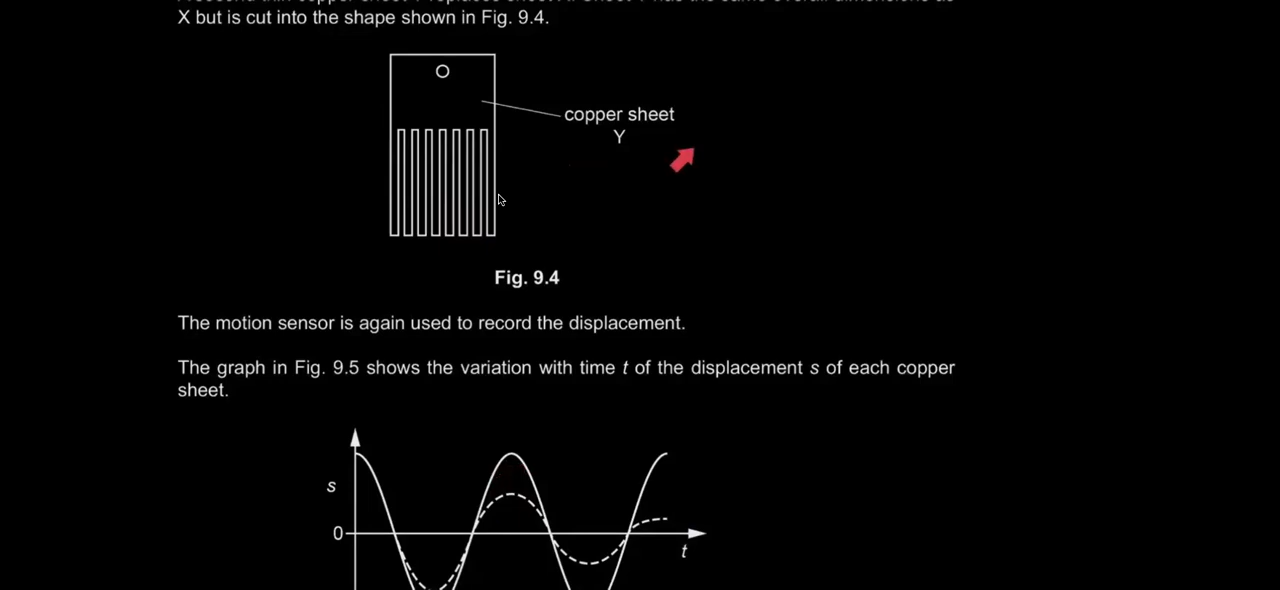 X but is cut into the shape shown in Fig. 9.4.
copper sheet
Y
Fig. 9.4
The motion sensor is again used to record the displacement.
The graph in Fig. 9.5 shows the variation with time t of the displacement s of each copper
sheet.
s
0
t